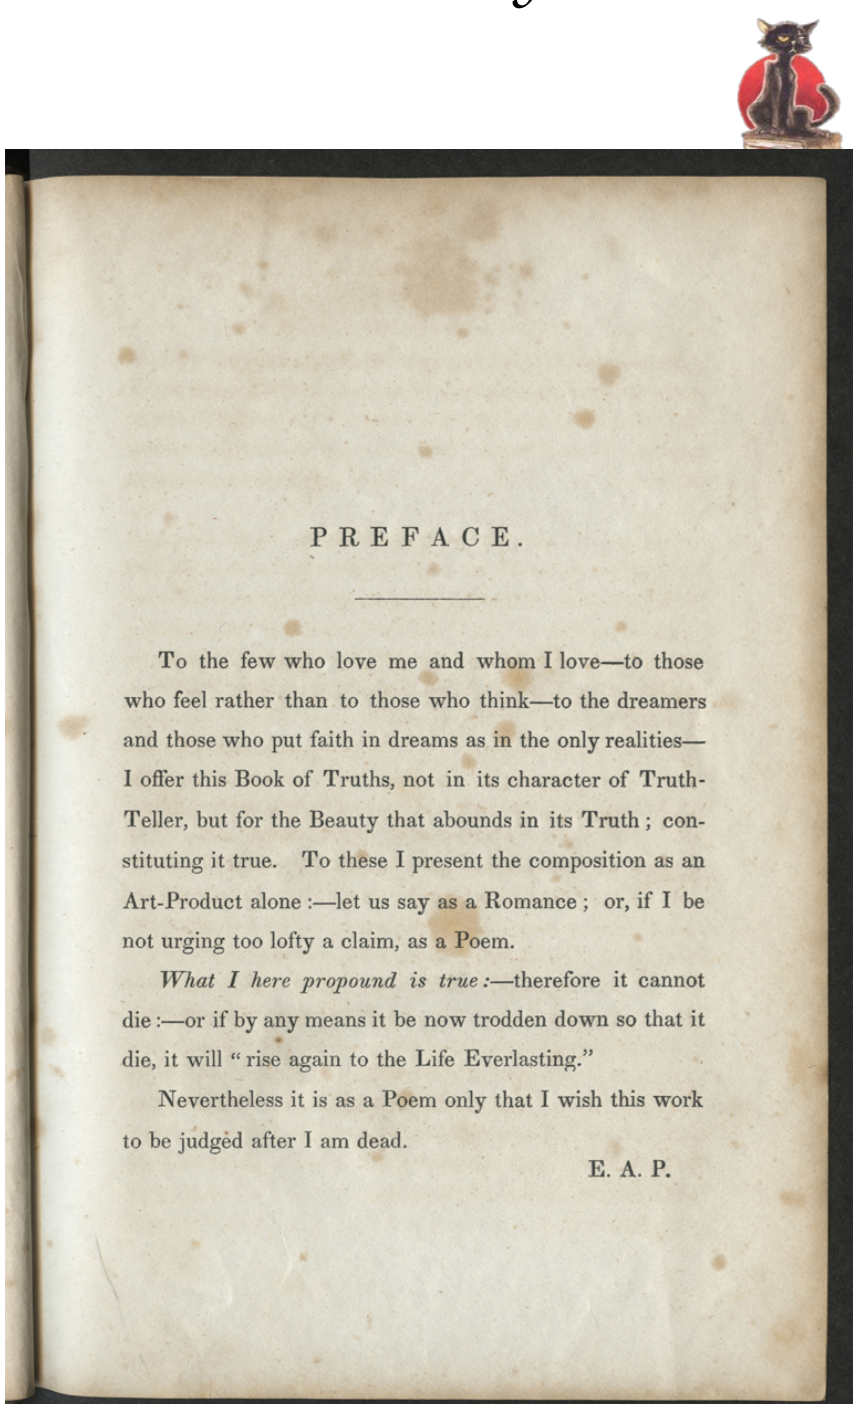 PREFACE.
To the few who love me and whom I love—to those
who feel rather than to those who think—to the dreamers
and those who put faith in dreams as in the only realities—
I offer this Book of Truths, not in its character of Truth-
Teller, but for the Beauty that abounds in its Truth ; con-
stituting it true. To these I present the composition as an
Art-Product alone :—let us say as a Romance ; or, if I be
not urging too lofty a claim, as a Poem.
What I here propound is true :—therefore it cannot
die :—or if by any means it be now trodden down so that it
die, it will “ rise again to the Life Everlasting.”
Nevertheless it is as a Poem only that I wish this work
to be judged after I am dead.
E. A. P.